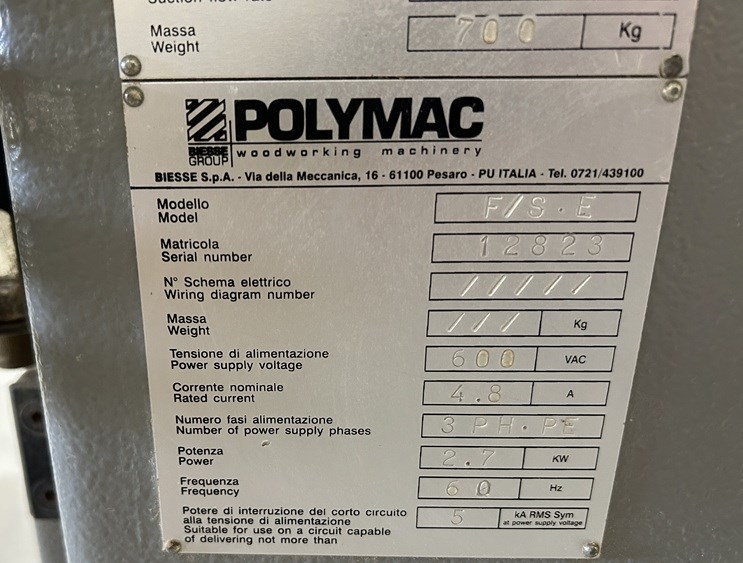 Suction flow rate
Massa
Weight
700 Kg
BIESSE GROUP
POLYMAC
woodworking machinery
BIESSE S.p.A. - Via della Meccanica, 16 - 61100 Pesaro - PU ITALIA - Tel. 0721/439100
Modello
Model
F/S.E
Matricola
Serial number
12823
N° Schema elettrico
Wiring diagram number
/////
Massa
Weight
/// Kg
Tensione di alimentazione
Power supply voltage
600 VAC
Corrente nominale
Rated current
4.8 A
Numero fasi alimentazione
Number of power supply phases
3 PH.PE
Potenza
Power
2.7 KW
Frequenza
Frequency
60 Hz
Potere di interruzione del corto circuito
alla tensione di alimentazione
Suitable for use on a circuit capable
of delivering not more than
5 kA RMS Sym
at power supply voltage